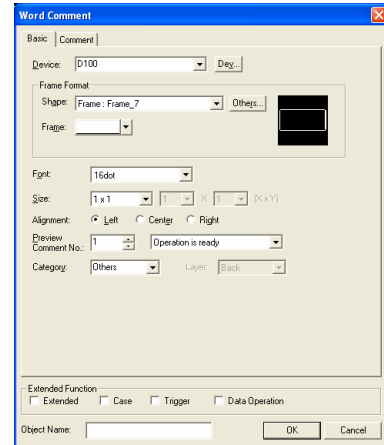 Word Comment
Basic Comment
Device: D100 Dev...
Frame Format
Shape: Frame : Frame_7 Others...
Frame:
Font: 16dot
Size: 1 x 1 1 X 1 (XxY)
Alignment: Left Center Right
Preview
Comment No.: 1 Operation is ready
Category: Others Layer: Back
Extended Function
Extended Case Trigger Data Operation
Object Name: OK Cancel